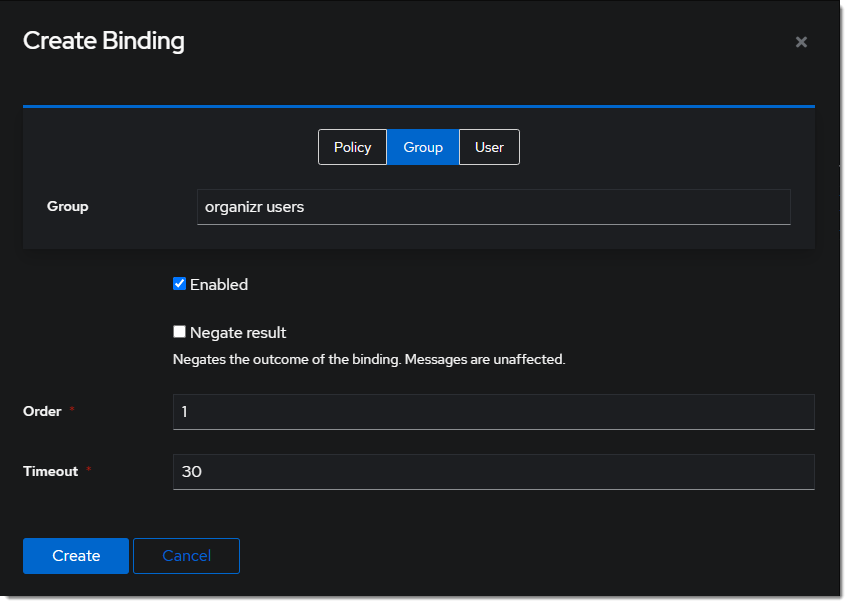 Create Binding
Policy Group User
Group organizr users
Enabled
Negate result
Negates the outcome of the binding. Messages are unaffected.
Order * 1
Timeout * 30
Create Cancel